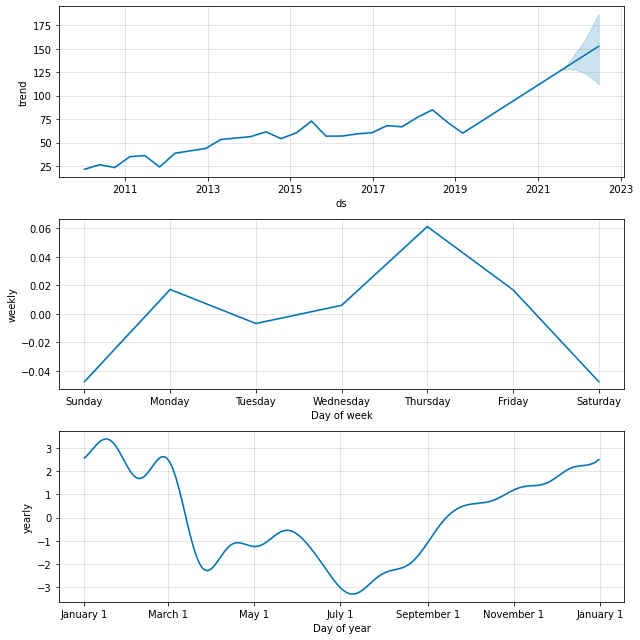 175
150
125
100
75
50
25
trend
2011 2013 2015 2017 2019 2021 2023
ds
0.06
0.04
0.02
0.00
−0.02
−0.04
weekly
Sunday Monday Tuesday Wednesday Thursday Friday Saturday
Day of week
3
2
1
0
−1
−2
−3
yearly
January 1 March 1 May 1 July 1 September 1 November 1 January 1
Day of year